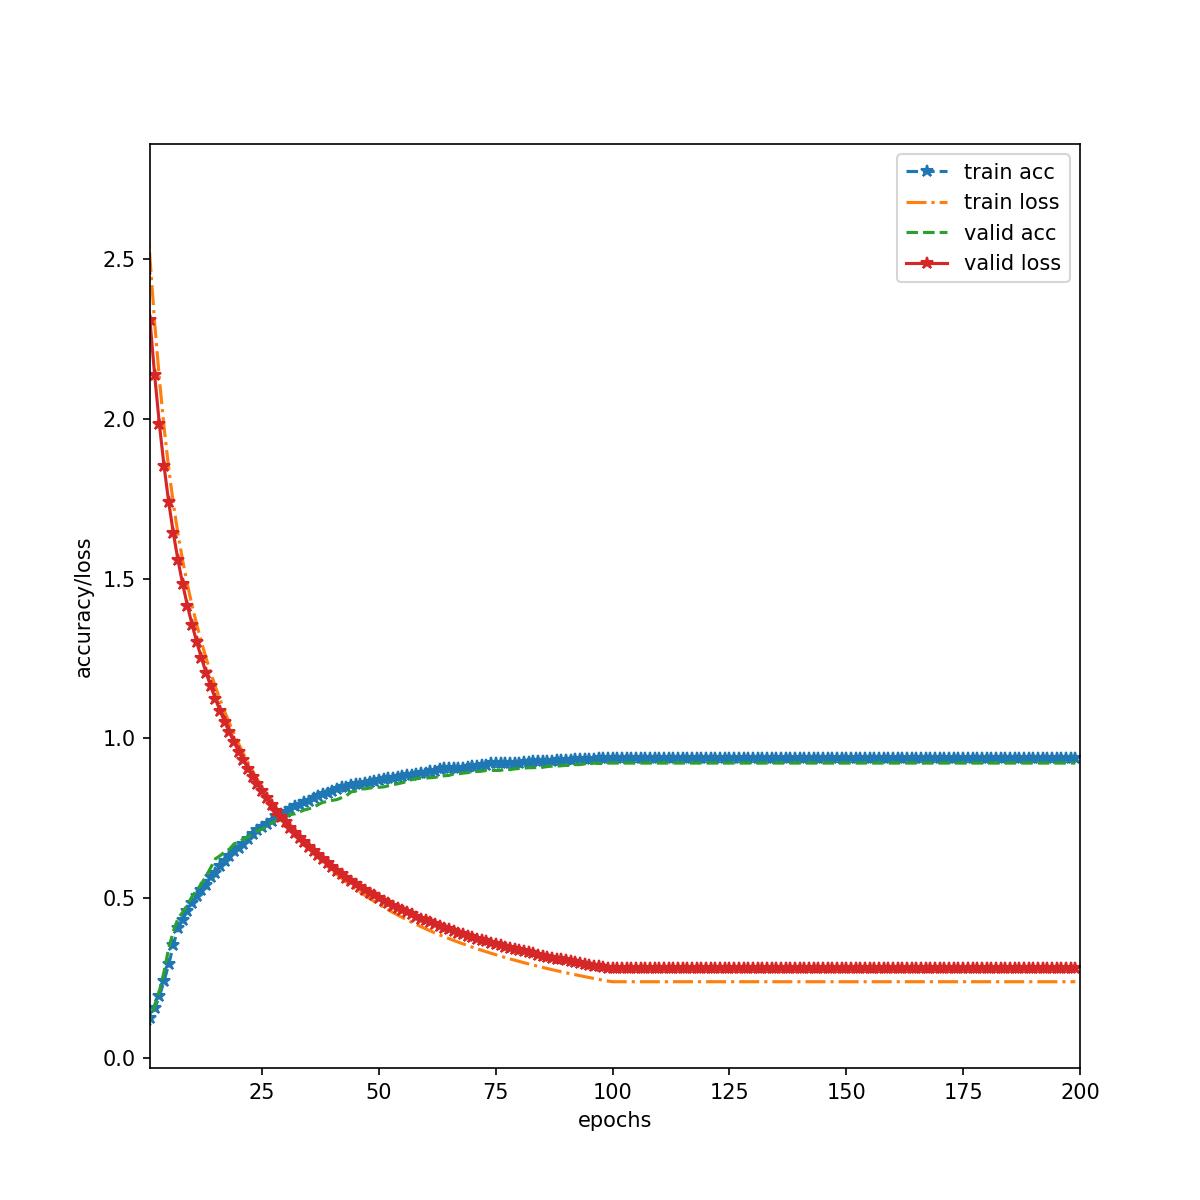 train acc
train loss
valid acc
valid loss
2.5
2.0
1.5
1.0
0.5
0.0
accuracy/loss
25 50 75 100 125 150 175 200
epochs